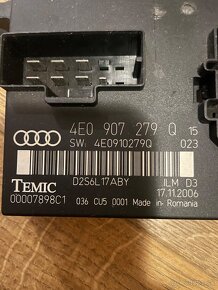 4E0 907 279 Q 15
SW: 4E0910279Q 023
TEMIC D2S6L17ABY ILM D3
17.11.2006
00007898C1 036 CU5 0001 Made in Romania